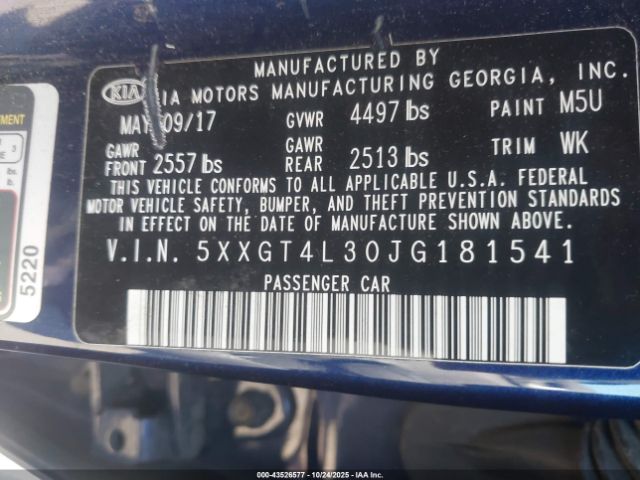 MANUFACTURED BY
KIA
KIA MOTORS MANUFACTURING GEORGIA, INC.
MAY 09/17 GVWR 4497 lbs PAINT M5U
GAWR FRONT 2557 lbs GAWR REAR 2513 lbs TRIM WK
THIS VEHICLE CONFORMS TO ALL APPLICABLE U.S.A. FEDERAL
MOTOR VEHICLE SAFETY, BUMPER, AND THEFT PREVENTION STANDARDS
IN EFFECT ON THE DATE OF MANUFACTURE SHOWN ABOVE.
V.I.N. 5XXGT4L30JG181541
PASSENGER CAR
5220
000-43526577 - 10/24/2025 - IAAC